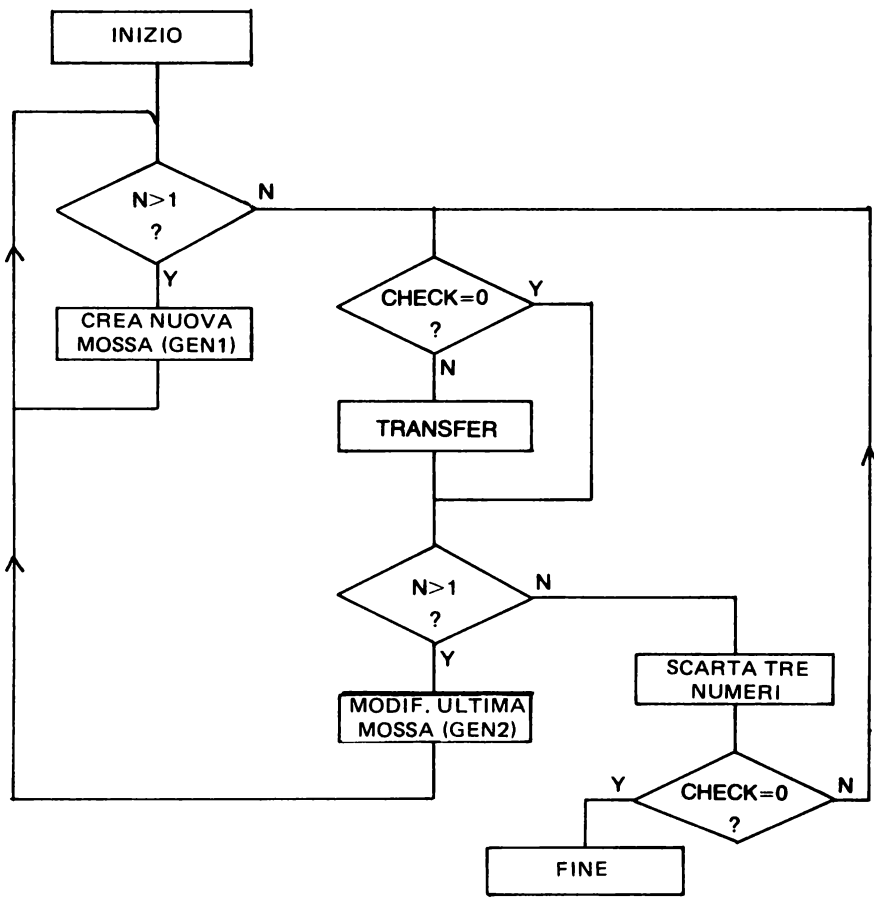 INIZIO
N>1
?
N
Y
CREA NUOVA
MOSSA (GEN1)
CHECK=0
?
Y
N
TRANSFER
N>1
?
N
Y
MODIF. ULTIMA
MOSSA (GEN2)
SCARTA TRE
NUMERI
CHECK=0
?
Y
N
FINE